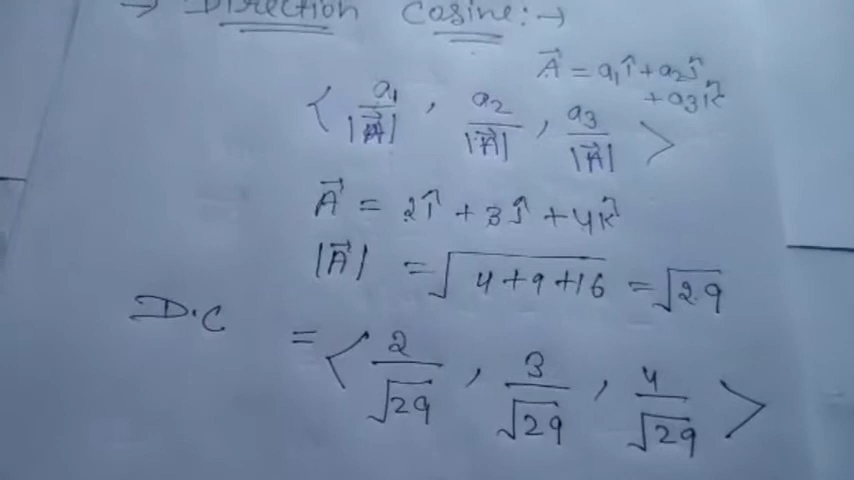 → Direction Cosine:→
A⃗ = a₁î + a₂ĵ
+ a₃k̂
< a₁/|A⃗| , a₂/|A⃗| , a₃/|A⃗| >
A⃗ = 2î + 3ĵ + 4k̂
|A⃗| = √(4+9+16) = √29
D.C = < 2/√29 , 3/√29 , 4/√29 >